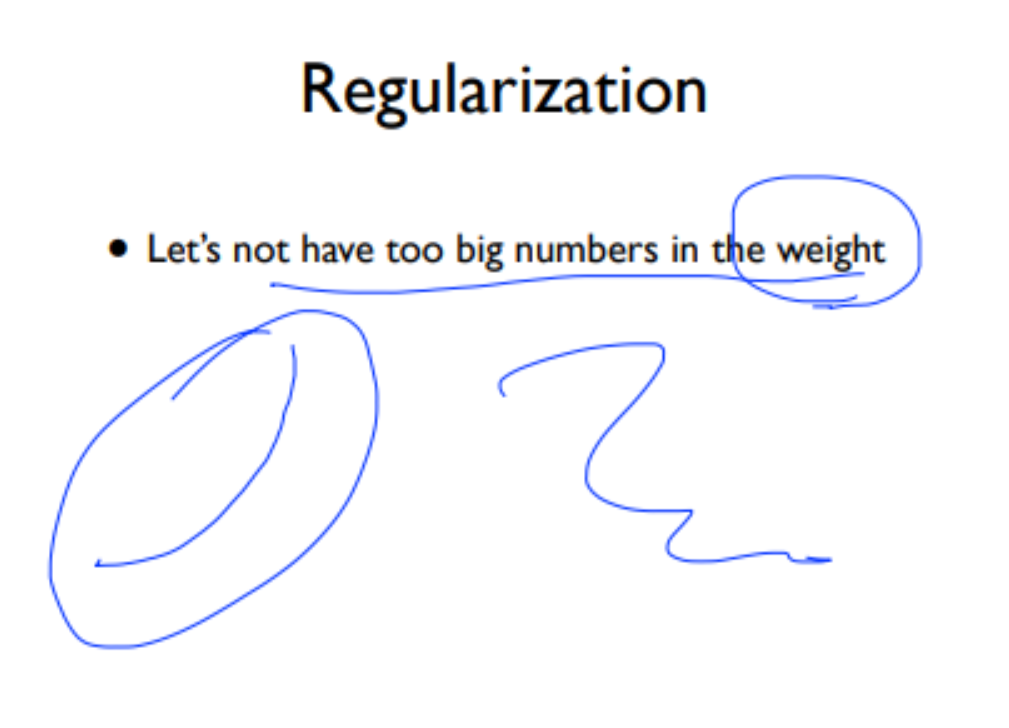 Regularization
• Let's not have too big numbers in the weight